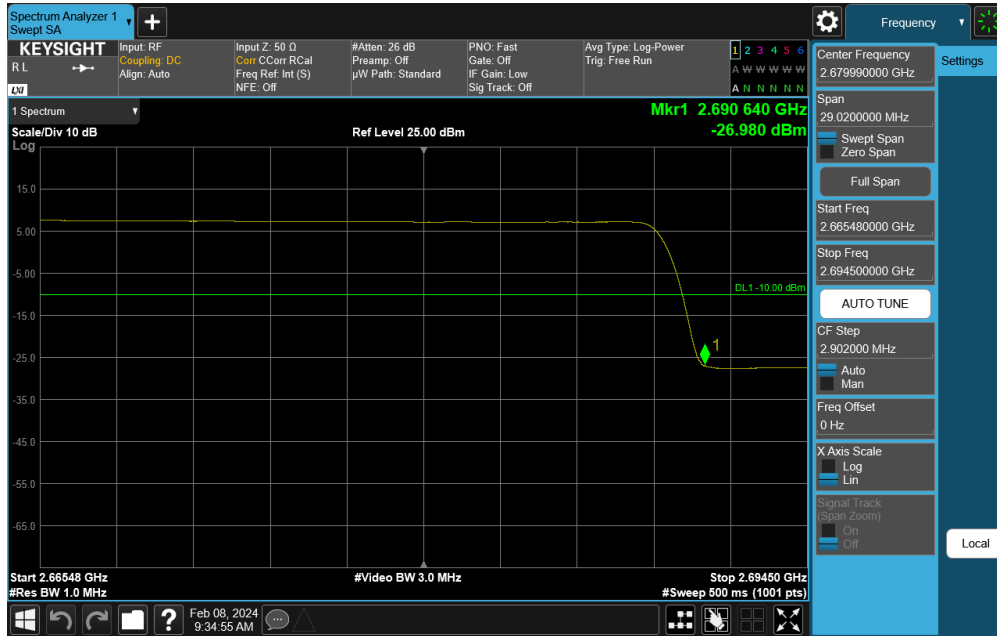 Spectrum Analyzer 1
Swept SA
+
Frequency
KEYSIGHT
R L
LXI
Input: RF
Coupling: DC
Align: Auto
Input Z: 50 Ω
Corr CCorr RCal
Freq Ref: Int (S)
NFE: Off
#Atten: 26 dB
Preamp: Off
µW Path: Standard
PNO: Fast
Gate: Off
IF Gain: Low
Sig Track: Off
Avg Type: Log-Power
Trig: Free Run
1 2 3 4 5 6
A W W W W W
A N N N N N
1 Spectrum
Scale/Div 10 dB
Log
Ref Level 25.00 dBm
Mkr1 2.690 640 GHz
-26.980 dBm
15.0
5.00
-5.00
-15.0
-25.0
-35.0
-45.0
-55.0
-65.0
DL1 -10.00 dBm
1
Start 2.66548 GHz
#Res BW 1.0 MHz
#Video BW 3.0 MHz
Stop 2.69450 GHz
#Sweep 500 ms (1001 pts)
Center Frequency
2.679990000 GHz
Span
29.0200000 MHz
Swept Span
Zero Span
Full Span
Start Freq
2.665480000 GHz
Stop Freq
2.694500000 GHz
AUTO TUNE
CF Step
2.902000 MHz
Auto
Man
Freq Offset
0 Hz
X Axis Scale
Log
Lin
Signal Track
(Span Zoom)
On
Off
Settings
Local
?
Feb 08, 2024
9:34:55 AM